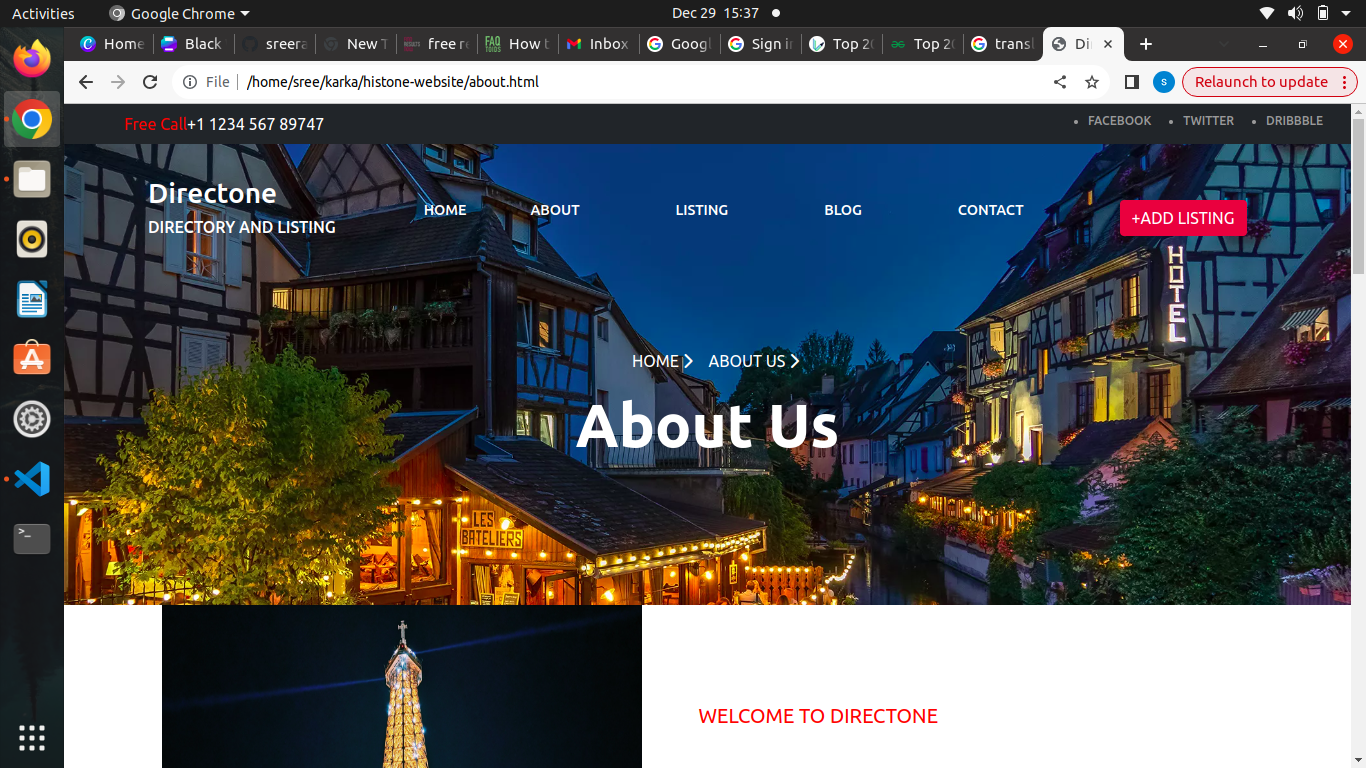 Activities Google Chrome Dec 29 15:37
Home Black sreera New T free re How t Inbox Googl Sign in Top 20 Top 20 transl Di
File /home/sree/karka/histone-website/about.html s Relaunch to update
Free Call+1 1234 567 89747 FACEBOOK TWITTER DRIBBBLE
Directone
DIRECTORY AND LISTING
HOME ABOUT LISTING BLOG CONTACT +ADD LISTING
HOTEL
HOME ABOUT US
About Us
LES
BATELIERS
WELCOME TO DIRECTONE